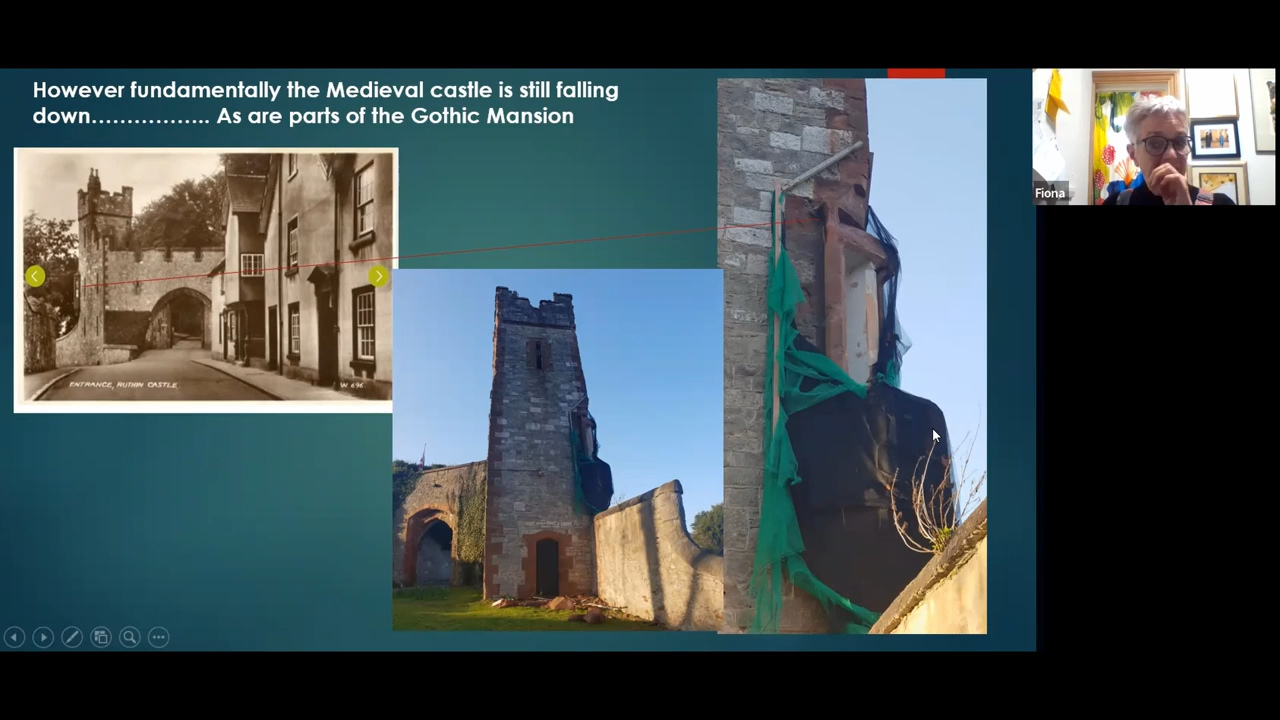 However fundamentally the Medieval castle is still falling
down…………….. As are parts of the Gothic Mansion
Fiona
ENTRANCE, RUTHIN CASTLE
W 696